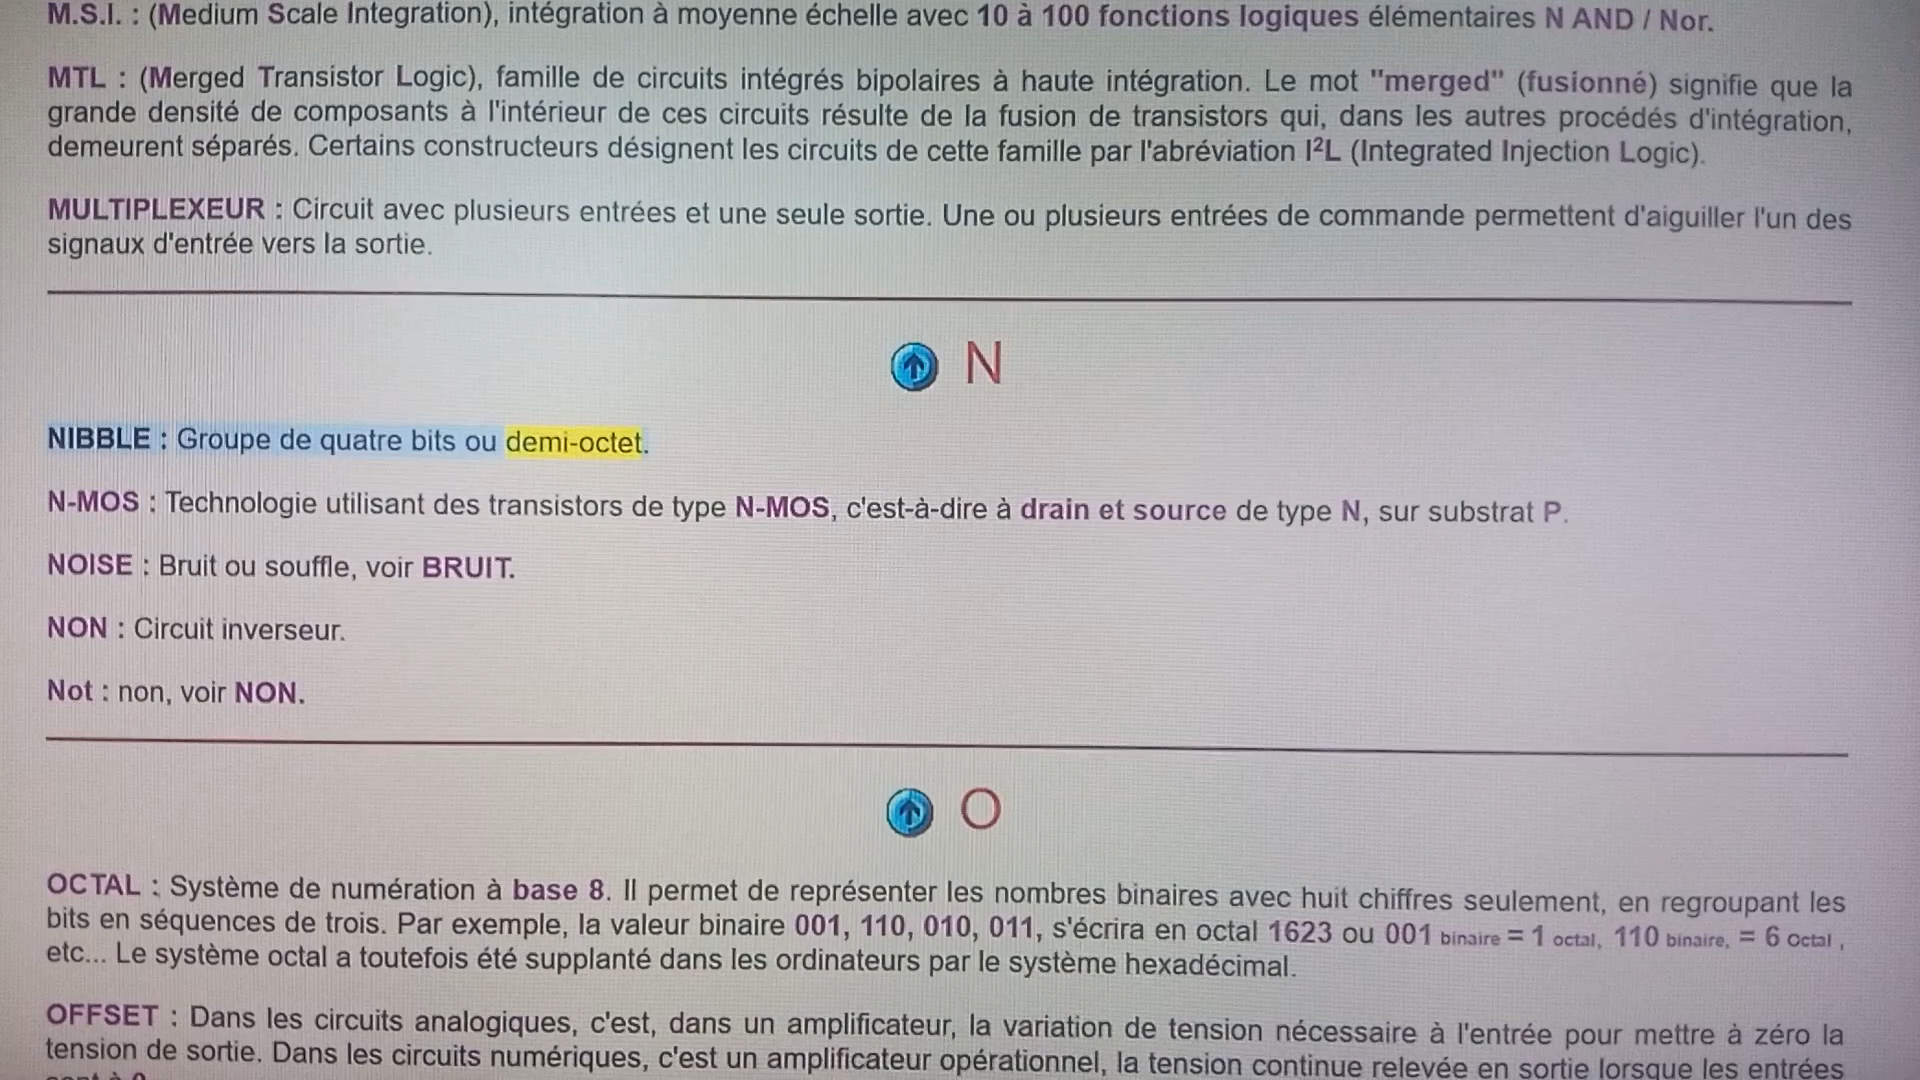 M.S.I. : (Medium Scale Integration), intégration à moyenne échelle avec 10 à 100 fonctions logiques élémentaires N AND / Nor.
MTL : (Merged Transistor Logic), famille de circuits intégrés bipolaires à haute intégration. Le mot "merged" (fusionné) signifie que la
grande densité de composants à l'intérieur de ces circuits résulte de la fusion de transistors qui, dans les autres procédés d'intégration,
demeurent séparés. Certains constructeurs désignent les circuits de cette famille par l'abréviation I²L (Integrated Injection Logic).
MULTIPLEXEUR : Circuit avec plusieurs entrées et une seule sortie. Une ou plusieurs entrées de commande permettent d'aiguiller l'un des
signaux d'entrée vers la sortie.
N
NIBBLE : Groupe de quatre bits ou demi-octet.
N-MOS : Technologie utilisant des transistors de type N-MOS, c'est-à-dire à drain et source de type N, sur substrat P.
NOISE : Bruit ou souffle, voir BRUIT.
NON : Circuit inverseur.
Not : non, voir NON.
O
OCTAL : Système de numération à base 8. Il permet de représenter les nombres binaires avec huit chiffres seulement, en regroupant les
bits en séquences de trois. Par exemple, la valeur binaire 001, 110, 010, 011, s'écrira en octal 1623 ou 001 binaire = 1 octal, 110 binaire, = 6 Octal ,
etc... Le système octal a toutefois été supplanté dans les ordinateurs par le système hexadécimal.
OFFSET : Dans les circuits analogiques, c'est, dans un amplificateur, la variation de tension nécessaire à l'entrée pour mettre à zéro la
tension de sortie. Dans les circuits numériques, c'est un amplificateur opérationnel, la tension continue relevée en sortie lorsque les entrées